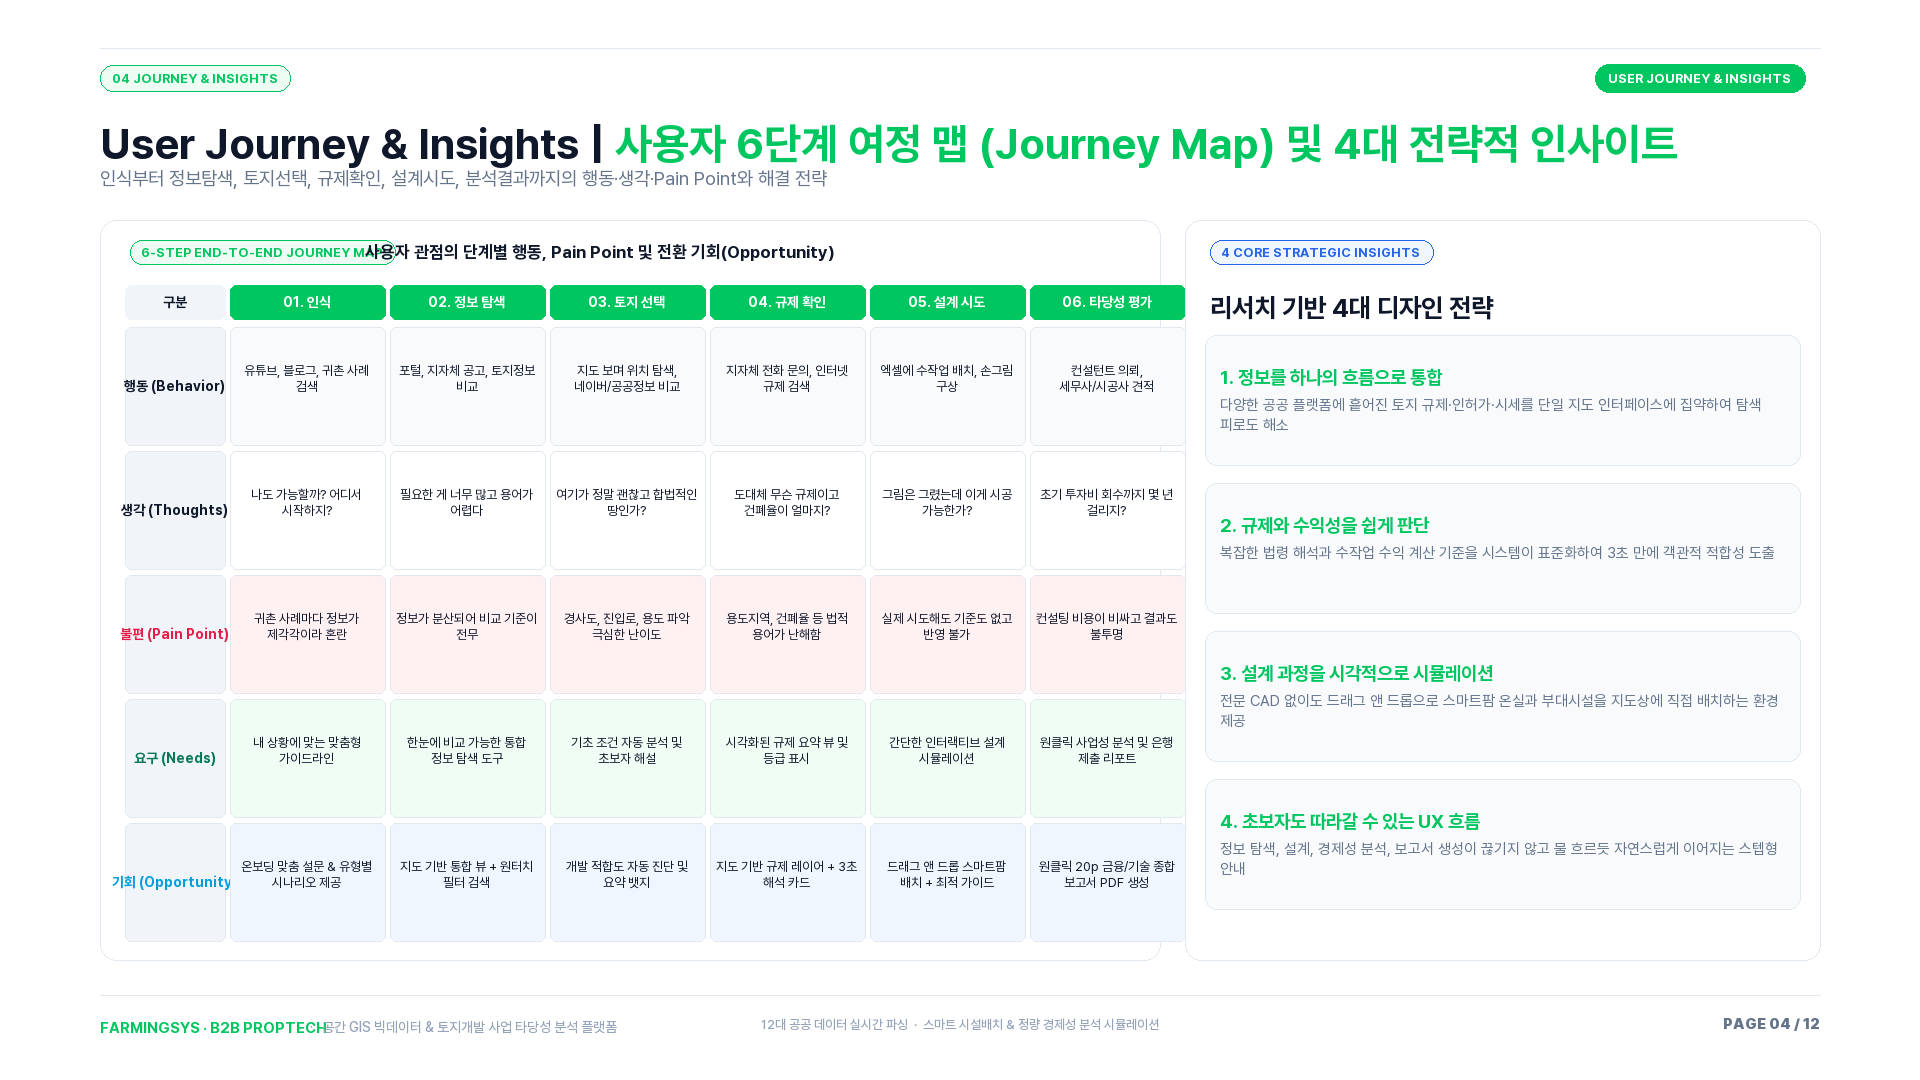 04 JOURNEY & INSIGHTS
USER JOURNEY & INSIGHTS
User Journey & Insights | 사용자 6단계 여정 맵 (Journey Map) 및 4대 전략적 인사이트
인식부터 정보탐색, 토지선택, 규제확인, 설계시도, 분석결과까지의 행동·생각·Pain Point와 해결 전략
6-STEP END-TO-END JOURNEY
사용자 관점의 단계별 행동, Pain Point 및 전환 기회(Opportunity)
구분
01. 인식
02. 정보 탐색
03. 토지 선택
04. 규제 확인
05. 설계 시도
06. 타당성 평가
행동 (Behavior)
유튜브, 블로그, 귀촌 사례
검색
포털, 지자체 공고, 토지정보
비교
지도 보며 위치 탐색,
네이버/공공정보 비교
지자체 전화 문의, 인터넷
규제 검색
엑셀에 수작업 배치, 손그림
구상
컨설턴트 의뢰,
세무사/시공사 견적
생각 (Thoughts)
나도 가능할까? 어디서
시작하지?
필요한 게 너무 많고 용어가
어렵다
여기가 정말 괜찮고 합법적인
땅인가?
도대체 무슨 규제이고
건폐율이 얼마지?
그림은 그렸는데 이게 시공
가능한가?
초기 투자비 회수까지 몇 년
걸리지?
불편 (Pain Point)
귀촌 사례마다 정보가
제각각이라 혼란
정보가 분산되어 비교 기준이
전무
경사도, 진입로, 용도 파악
극심한 난이도
용도지역, 건폐율 등 법적
용어가 난해함
실제 시도해도 기준도 없고
반영 불가
컨설팅 비용이 비싸고 결과도
불투명
요구 (Needs)
내 상황에 맞는 맞춤형
가이드라인
한눈에 비교 가능한 통합
정보 탐색 도구
기초 조건 자동 분석 및
초보자 해설
시각화된 규제 요약 뷰 및
등급 표시
간단한 인터랙티브 설계
시뮬레이션
원클릭 사업성 분석 및 은행
제출 리포트
기회 (Opportunity
온보딩 맞춤 설문 & 유형별
시나리오 제공
지도 기반 통합 뷰 + 원터치
필터 검색
개발 적합도 자동 진단 및
요약 뱃지
지도 기반 규제 레이어 + 3초
해석 카드
드래그 앤 드롭 스마트팜
배치 + 최적 가이드
원클릭 20p 금융/기술 종합
보고서 PDF 생성
4 CORE STRATEGIC INSIGHTS
리서치 기반 4대 디자인 전략
1. 정보를 하나의 흐름으로 통합
다양한 공공 플랫폼에 흩어진 토지 규제·인허가·시세를 단일 지도 인터페이스에 집약하여 탐색
피로도 해소
2. 규제와 수익성을 쉽게 판단
복잡한 법령 해석과 수작업 수익 계산 기준을 시스템이 표준화하여 3초 만에 객관적 적합성 도출
3. 설계 과정을 시각적으로 시뮬레이션
전문 CAD 없이도 드래그 앤 드롭으로 스마트팜 온실과 부대시설을 지도상에 직접 배치하는 환경
제공
4. 초보자도 따라갈 수 있는 UX 흐름
정보 탐색, 설계, 경제성 분석, 보고서 생성이 끊기지 않고 물 흐르듯 자연스럽게 이어지는 스텝형
안내
FARMINGSYS · B2B PROPTECH
공간 GIS 빅데이터 & 토지개발 사업 타당성 분석 플랫폼
12대 공공 데이터 실시간 파싱 · 스마트 시설배치 & 정량 경제성 분석 시뮬레이션
PAGE 04 / 12